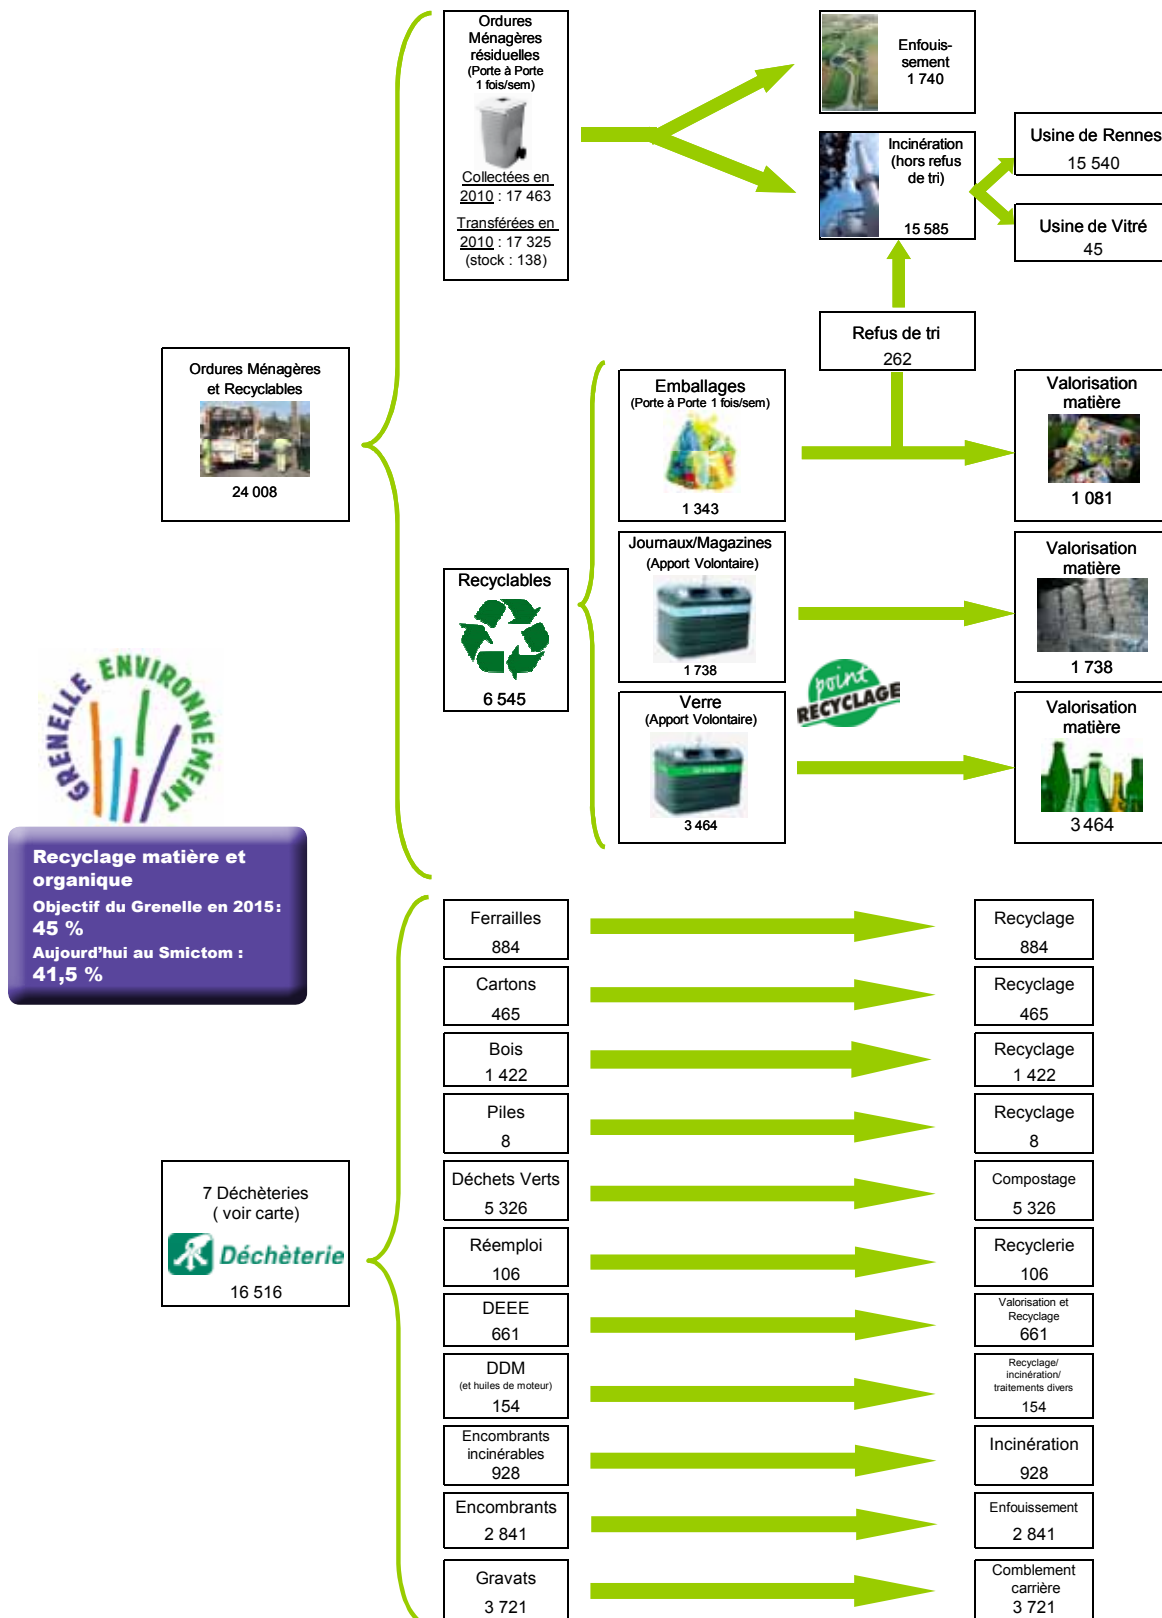 Ordures
Ménagères
résiduelles
(Porte à Porte
1 fois/sem)
Collectées en
2010 : 17 463
Transférées en
2010 : 17 325
(stock : 138)
Enfouis-
sement
1 740
Incinération
(hors refus
de tri)
15 585
Usine de Rennes
15 540
Usine de Vitré
45
Refus de tri
262
Ordures Ménagères
et Recyclables
24 008
Recyclables
6 545
Emballages
(Porte à Porte 1 fois/sem)
1 343
Valorisation
matière
1 081
Journaux/Magazines
(Apport Volontaire)
1 738
Valorisation
matière
1 738
point
RECYCLAGE
Verre
(Apport Volontaire)
3 464
Valorisation
matière
3 464
GRENELLE ENVIRONNEMENT
Recyclage matière et
organique
Objectif du Grenelle en 2015 :
45 %
Aujourd'hui au Smictom :
41,5 %
7 Déchèteries
( voir carte)
Déchèterie
16 516
Ferrailles
884
Recyclage
884
Cartons
465
Recyclage
465
Bois
1 422
Recyclage
1 422
Piles
8
Recyclage
8
Déchets Verts
5 326
Compostage
5 326
Réemploi
106
Recyclerie
106
DEEE
661
Valorisation et
Recyclage
661
DDM
(et huiles de moteur)
154
Recyclage/
incinération/
traitements divers
154
Encombrants
incinérables
928
Incinération
928
Encombrants
2 841
Enfouissement
2 841
Gravats
3 721
Comblement
carrière
3 721